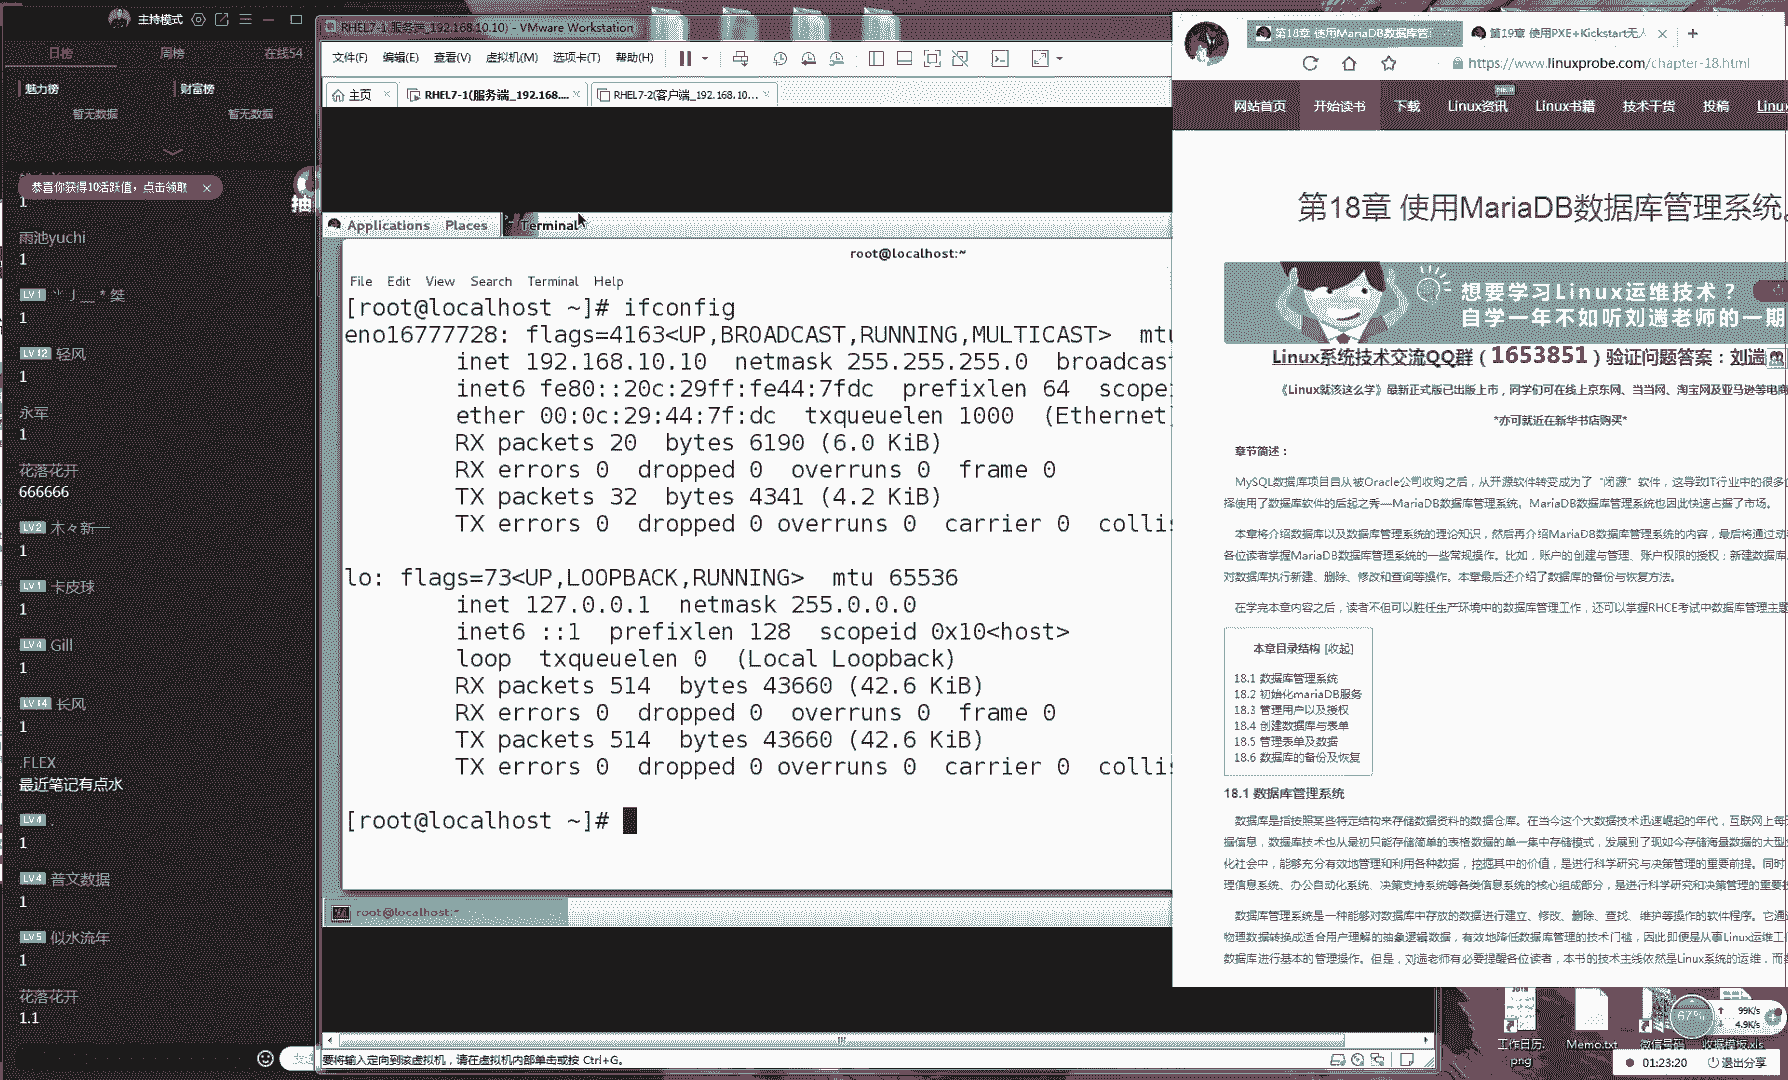 主持模式
日榜 周榜 在线54
魅力榜 财富榜
暂无数据 暂无数据
恭喜你获得10活跃值，点击领取 ×
1
雨池yuchi
1
LV1
1
LV12 轻风
1
永军
1
花落花开
666666
LV2 木々新一
1
LV1 卡皮球
1
LV4 Gill
1
LV14 长风
1
.FLEX
最近笔记有点水
LV4 .
1
LV4 普文数据
1
LV5 似水流年
1
花落花开
1.1
抽
RHEL7-1(服务端_192.168.10.10) - VMware Workstation
文件(F) 编辑(E) 查看(V) 虚拟机(M) 选项卡(T) 帮助(H)
主页 × RHEL7-1(服务端_192.168.... × RHEL7-2(客户端_192.168.10... ×
Applications Places Terminal
root@localhost:~
File Edit View Search Terminal Help
[root@localhost ~]# ifconfig
eno16777728: flags=4163<UP,BROADCAST,RUNNING,MULTICAST> mtu
inet 192.168.10.10 netmask 255.255.255.0 broadcas
inet6 fe80::20c:29ff:fe44:7fdc prefixlen 64 scope
ether 00:0c:29:44:7f:dc txqueuelen 1000 (Ethernet
RX packets 20 bytes 6190 (6.0 KiB)
RX errors 0 dropped 0 overruns 0 frame 0
TX packets 32 bytes 4341 (4.2 KiB)
TX errors 0 dropped 0 overruns 0 carrier 0 collis
lo: flags=73<UP,LOOPBACK,RUNNING> mtu 65536
inet 127.0.0.1 netmask 255.0.0.0
inet6 ::1 prefixlen 128 scopeid 0x10<host>
loop txqueuelen 0 (Local Loopback)
RX packets 514 bytes 43660 (42.6 KiB)
RX errors 0 dropped 0 overruns 0 frame 0
TX packets 514 bytes 43660 (42.6 KiB)
TX errors 0 dropped 0 overruns 0 carrier 0 collis
[root@localhost ~]#
root@localhost:~
要将输入定向到该虚拟机，请在虚拟机内部单击或按 Ctrl+G。
第18章 使用MariaDB数据库管 第19章 使用PXE+Kickstart无人 × +
https://www.linuxprobe.com/chapter-18.html
网站首页 开始读书 下载 Linux资讯 Linux书籍 技术干货 投稿 Linu
第18章 使用MariaDB数据库管理系统。
想要学习Linux运维技术？
自学一年不如听刘遄老师的一期
Linux系统技术交流QQ群（1653851）验证问题答案：刘遄
《Linux就该这么学》最新正式版已出版上市，同学们可在线上京东网、当当网、淘宝网及亚马逊等电商
*亦可就近在新华书店购买*
章节简述：
MySQL数据库项目自从被Oracle公司收购之后，从开源软件转变成为了“闭源”软件，这导致IT行业中的很多
择使用了数据库软件的后起之秀—MariaDB数据库管理系统。MariaDB数据库管理系统也因此快速占据了市场。
本章将介绍数据库以及数据库管理系统的理论知识，然后再介绍MariaDB数据库管理系统的内容，最后将通过动
各位读者掌握MariaDB数据库管理系统的一些常规操作。比如，账户的创建与管理、账户权限的授权；新建数据库、
对数据库执行新建、删除、修改和查询等操作。本章最后还介绍了数据库的备份与恢复方法。
在学完本章内容之后，读者不但可以胜任生产环境中的数据库管理工作，还可以掌握RHCE考试中数据库管理主题
本章目录结构 [收起]
18.1 数据库管理系统
18.2 初始化mariaDB服务
18.3 管理用户以及授权
18.4 创建数据库与表单
18.5 管理表单及数据
18.6 数据库的备份及恢复
18.1 数据库管理系统
数据库是指按照某些特定结构来存储数据资料的数据仓库。在当今这个大数据技术迅速崛起的年代，互联网上每
据信息，数据库技术也从最初只能存储简单的表格数据的单一集中存储模式，发展到了现如今存储海量数据的大型
化社会中，能够充分有效地管理和利用各种数据，挖掘其中的价值，是进行科学研究与决策管理的重要前提。同时
理信息系统、办公自动化系统、决策支持系统等各类信息系统的核心组成部分，是进行科学研究和决策管理的重要技
数据库管理系统是一种能够对数据库中存放的数据进行建立、修改、删除、查找、维护等操作的软件程序。它通
物理数据转换成适合用户理解的抽象逻辑数据，有效地降低数据库管理的技术门槛，因此即便是从事Linux运维工
数据库进行基本的管理操作。但是，刘遄老师有必要提醒各位读者，本书的技术主线依然是Linux系统的运维，而
工作日历.png Memo.txt 微信号码 收据模板.xls
67% 99K/s
4.9K/s
01:23:20 退出分享